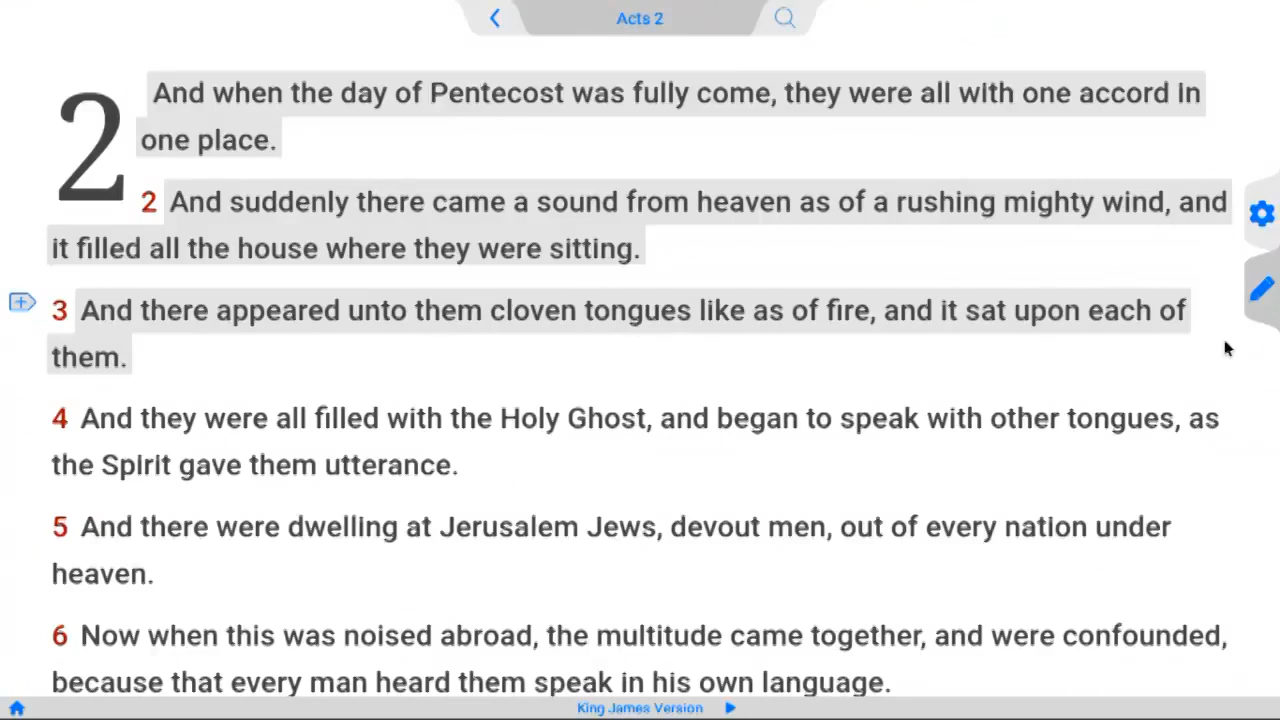 Acts 2
2 And when the day of Pentecost was fully come, they were all with one accord in
one place.
2 And suddenly there came a sound from heaven as of a rushing mighty wind, and
it filled all the house where they were sitting.
3 And there appeared unto them cloven tongues like as of fire, and it sat upon each of
them.
4 And they were all filled with the Holy Ghost, and began to speak with other tongues, as
the Spirit gave them utterance.
5 And there were dwelling at Jerusalem Jews, devout men, out of every nation under
heaven.
6 Now when this was noised abroad, the multitude came together, and were confounded,
because that every man heard them speak in his own language.
King James Version